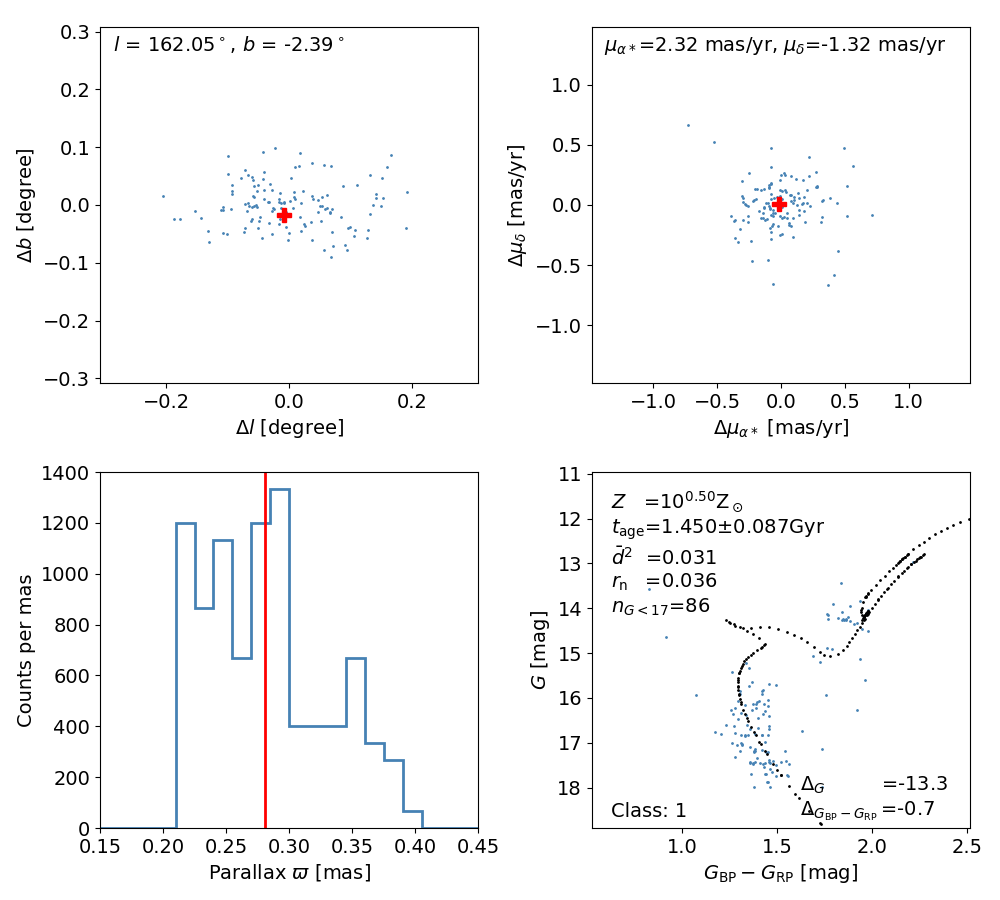 l = 162.05°, b = -2.39°
0.3
0.2
0.1
0.0
−0.1
−0.2
−0.3
Δb [degree]
−0.2 0.0 0.2
Δl [degree]
μα*=2.32 mas/yr, μδ=-1.32 mas/yr
1.0
0.5
0.0
−0.5
−1.0
Δμδ [mas/yr]
−1.0 −0.5 0.0 0.5 1.0
Δμα* [mas/yr]
1400
1200
1000
800
600
400
200
0
Counts per mas
0.15 0.20 0.25 0.30 0.35 0.40 0.45
Parallax ϖ [mas]
11
12
13
14
15
16
17
18
G [mag]
Z =10^0.50 Z⊙
t_age=1.450±0.087Gyr
d̄² =0.031
r_n =0.036
n_G<17=86
Δ_G =-13.3
Δ_GBP−GRP =-0.7
Class: 1
1.0 1.5 2.0 2.5
G_BP − G_RP [mag]